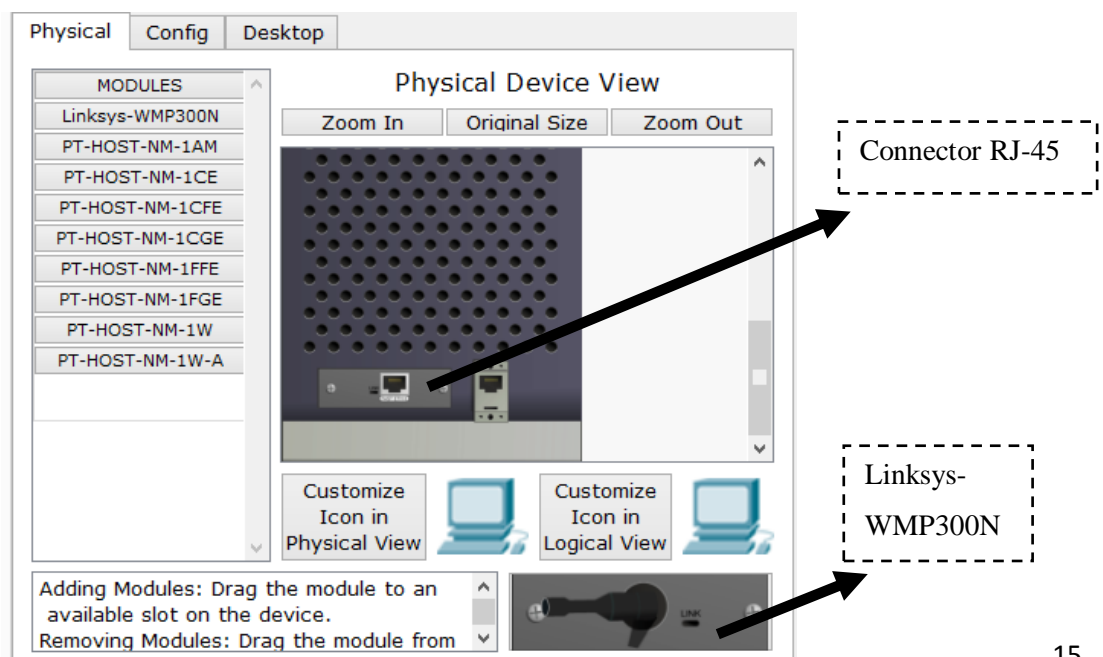 Physical Config Desktop
MODULES
Linksys-WMP300N
PT-HOST-NM-1AM
PT-HOST-NM-1CE
PT-HOST-NM-1CFE
PT-HOST-NM-1CGE
PT-HOST-NM-1FFE
PT-HOST-NM-1FGE
PT-HOST-NM-1W
PT-HOST-NM-1W-A
Physical Device View
Zoom In Original Size Zoom Out
Customize
Icon in
Physical View
Customize
Icon in
Logical View
Adding Modules: Drag the module to an
available slot on the device.
Removing Modules: Drag the module from
LINK
Connector RJ-45
Linksys-
WMP300N
15